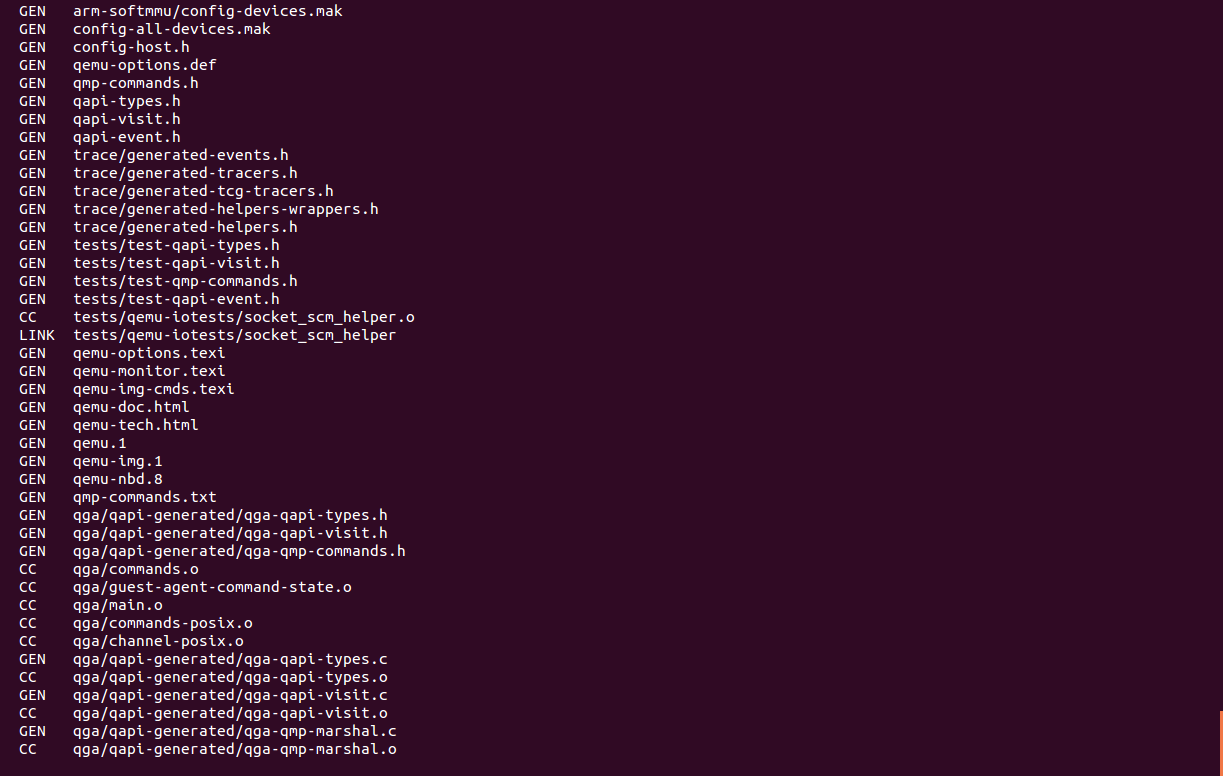 GEN   arm-softmmu/config-devices.mak
GEN   config-all-devices.mak
GEN   config-host.h
GEN   qemu-options.def
GEN   qmp-commands.h
GEN   qapi-types.h
GEN   qapi-visit.h
GEN   qapi-event.h
GEN   trace/generated-events.h
GEN   trace/generated-tracers.h
GEN   trace/generated-tcg-tracers.h
GEN   trace/generated-helpers-wrappers.h
GEN   trace/generated-helpers.h
GEN   tests/test-qapi-types.h
GEN   tests/test-qapi-visit.h
GEN   tests/test-qmp-commands.h
GEN   tests/test-qapi-event.h
CC    tests/qemu-iotests/socket_scm_helper.o
LINK  tests/qemu-iotests/socket_scm_helper
GEN   qemu-options.texi
GEN   qemu-monitor.texi
GEN   qemu-img-cmds.texi
GEN   qemu-doc.html
GEN   qemu-tech.html
GEN   qemu.1
GEN   qemu-img.1
GEN   qemu-nbd.8
GEN   qmp-commands.txt
GEN   qga/qapi-generated/qga-qapi-types.h
GEN   qga/qapi-generated/qga-qapi-visit.h
GEN   qga/qapi-generated/qga-qmp-commands.h
CC    qga/commands.o
CC    qga/guest-agent-command-state.o
CC    qga/main.o
CC    qga/commands-posix.o
CC    qga/channel-posix.o
GEN   qga/qapi-generated/qga-qapi-types.c
CC    qga/qapi-generated/qga-qapi-types.o
GEN   qga/qapi-generated/qga-qapi-visit.c
CC    qga/qapi-generated/qga-qapi-visit.o
GEN   qga/qapi-generated/qga-qmp-marshal.c
CC    qga/qapi-generated/qga-qmp-marshal.o